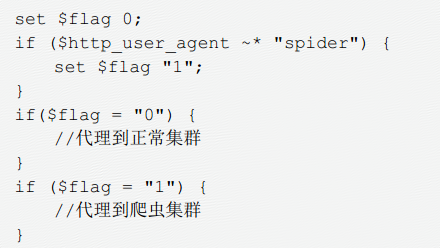 set $flag 0;
if ($http_user_agent ~* "spider") {
    set $flag "1";
}
if($flag = "0") {
    //代理到正常集群
}
if ($flag = "1") {
    //代理到爬虫集群
}